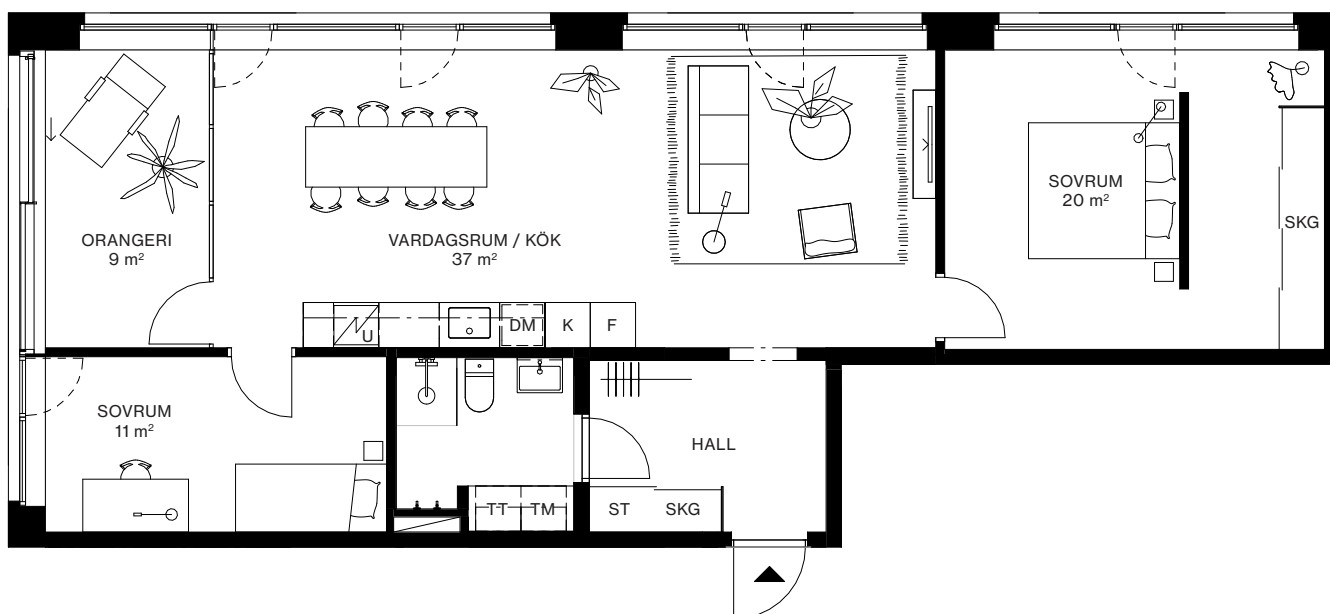 ORANGERI
9 m²
VARDAGSRUM / KÖK
37 m²
SOVRUM
20 m²
SKG
U
DM
K
F
SOVRUM
11 m²
HALL
TT
TM
ST
SKG